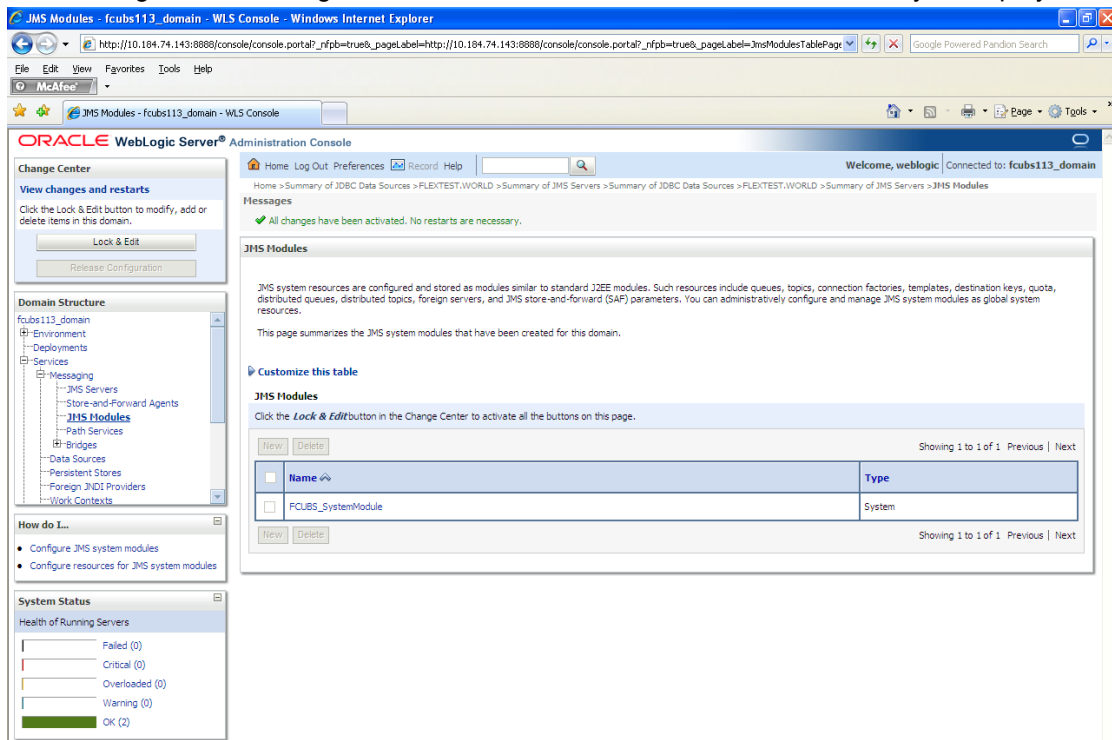 JMS Modules - fcubs113_domain - WLS Console - Windows Internet Explorer
http://10.184.74.143:8888/console/console.portal?_nfpb=true&_pageLabel=http://10.184.74.143:8888/console/console.portal?_nfpb=true&_pageLabel=JmsModulesTablePage
Google Powered Pandion Search
File Edit View Favorites Tools Help
McAfee
JMS Modules - fcubs113_domain - WLS Console
Page Tools
ORACLE WebLogic Server® Administration Console
Change Center
View changes and restarts
Click the Lock & Edit button to modify, add or
delete items in this domain.
Lock & Edit
Release Configuration
Domain Structure
fcubs113_domain
Environment
Deployments
Services
Messaging
JMS Servers
Store-and-Forward Agents
JMS Modules
Path Services
Bridges
Data Sources
Persistent Stores
Foreign JNDI Providers
Work Contexts
How do I...
Configure JMS system modules
Configure resources for JMS system modules
System Status
Health of Running Servers
Failed (0)
Critical (0)
Overloaded (0)
Warning (0)
OK (2)
Home Log Out Preferences Record Help
Welcome, weblogic Connected to: fcubs113_domain
Home >Summary of JDBC Data Sources >FLEXTEST.WORLD >Summary of JMS Servers >Summary of JDBC Data Sources >FLEXTEST.WORLD >Summary of JMS Servers >JMS Modules
Messages
All changes have been activated. No restarts are necessary.
JMS Modules
JMS system resources are configured and stored as modules similar to standard J2EE modules. Such resources include queues, topics, connection factories, templates, destination keys, quota,
distributed queues, distributed topics, foreign servers, and JMS store-and-forward (SAF) parameters. You can administratively configure and manage JMS system modules as global system
resources.
This page summarizes the JMS system modules that have been created for this domain.
Customize this table
JMS Modules
Click the Lock & Edit button in the Change Center to activate all the buttons on this page.
New Delete Showing 1 to 1 of 1 Previous | Next
Name Type
FCUBS_SystemModule System
New Delete Showing 1 to 1 of 1 Previous | Next